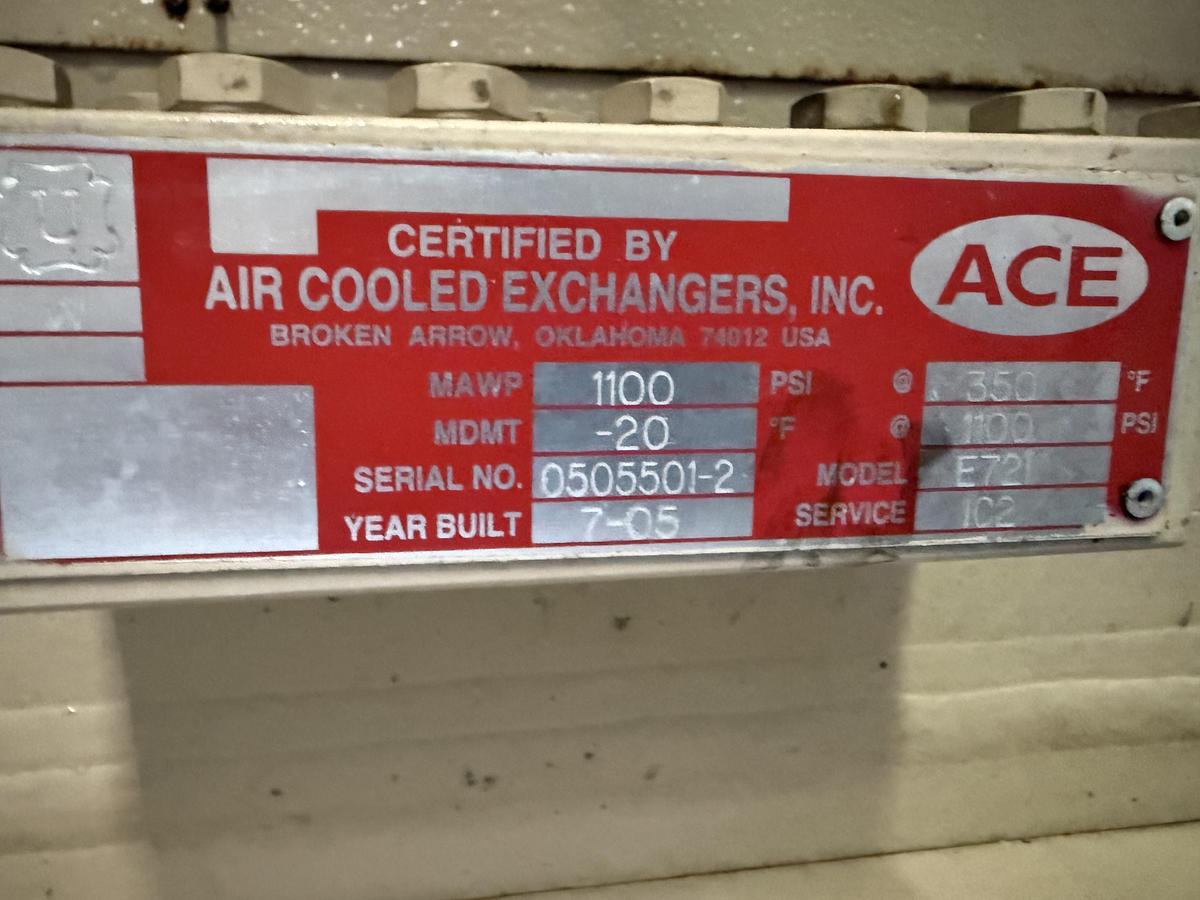 U
CERTIFIED BY
AIR COOLED EXCHANGERS, INC.
ACE
BROKEN ARROW, OKLAHOMA 74012 USA
MAWP 1100 PSI @ 350 °F
MDMT -20 °F @ 1100 PSI
SERIAL NO. 0505501-2 MODEL E721
YEAR BUILT 7-05 SERVICE IC2